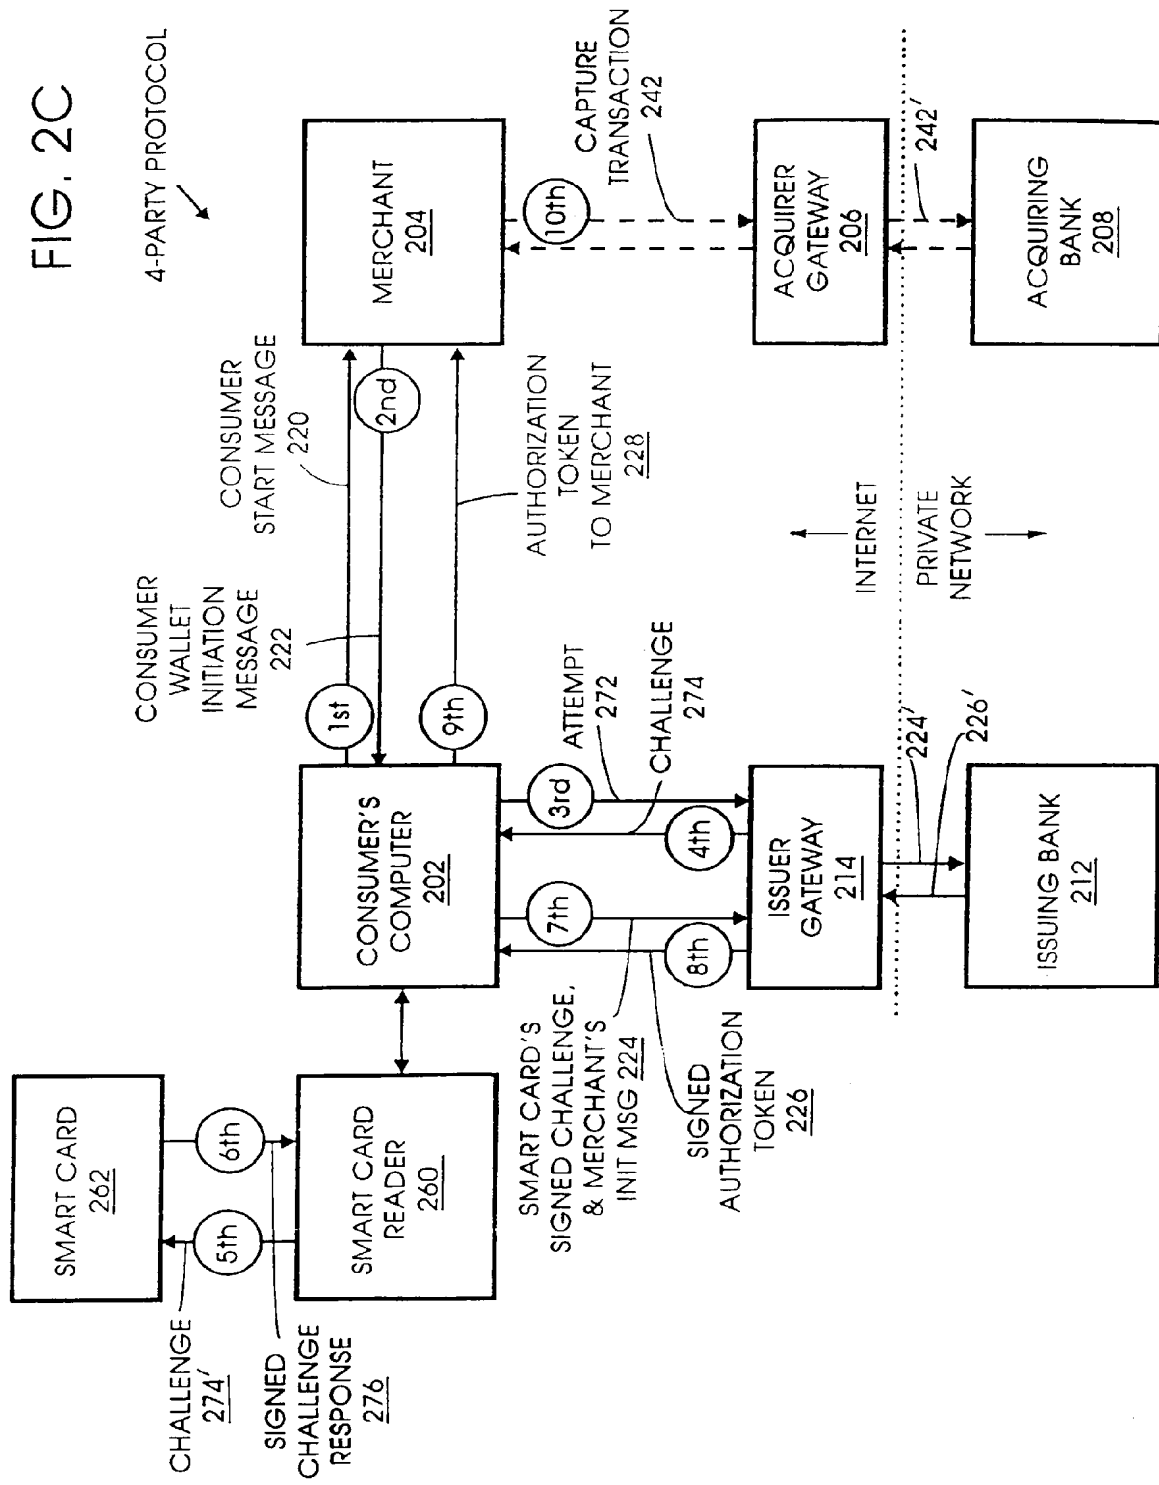 FIG. 2C
4-PARTY PROTOCOL
SMART CARD
262
CHALLENGE
274'
5th
6th
SIGNED
CHALLENGE
RESPONSE
276
SMART CARD
READER
260
CONSUMER
WALLET
INITIATION
MESSAGE
222
CONSUMER
START MESSAGE
220
1st
2nd
9th
CONSUMER'S
COMPUTER
202
MERCHANT
204
AUTHORIZATION
TOKEN
TO MERCHANT
228
SMART CARD'S
SIGNED CHALLENGE,
& MERCHANT'S
INIT MSG 224
7th
8th
SIGNED
AUTHORIZATION
TOKEN
226
3rd
4th
ATTEMPT
272
CHALLENGE
274
10th
CAPTURE
TRANSACTION
242
ISSUER
GATEWAY
214
ACQUIRER
GATEWAY
206
INTERNET
PRIVATE
NETWORK
224'
226'
242'
ISSUING BANK
212
ACQUIRING
BANK
208